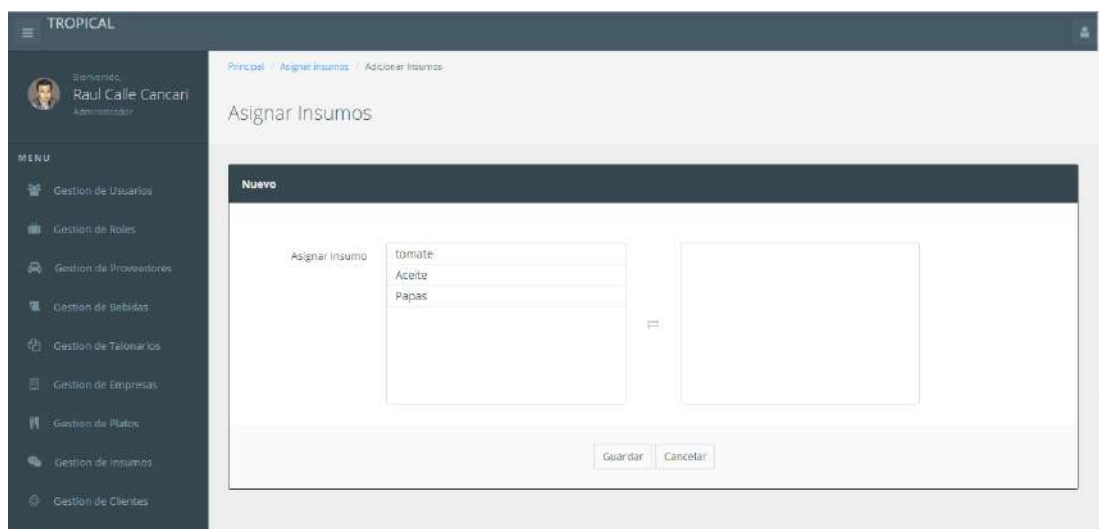 TROPICAL
Bienvenido,
Raul Calle Cancari
Administrador
MENU
Gestion de Usuarios
Gestion de Roles
Gestion de Proveedores
Gestion de Bebidas
Gestion de Talonarios
Gestion de Empresas
Gestion de Platos
Gestion de Insumos
Gestion de Clientes
Principal / Asignar insumos / Adicionar Insumos
Asignar Insumos
Nuevo
Asignar Insumo
tomate
Aceite
Papas
Guardar
Cancelar